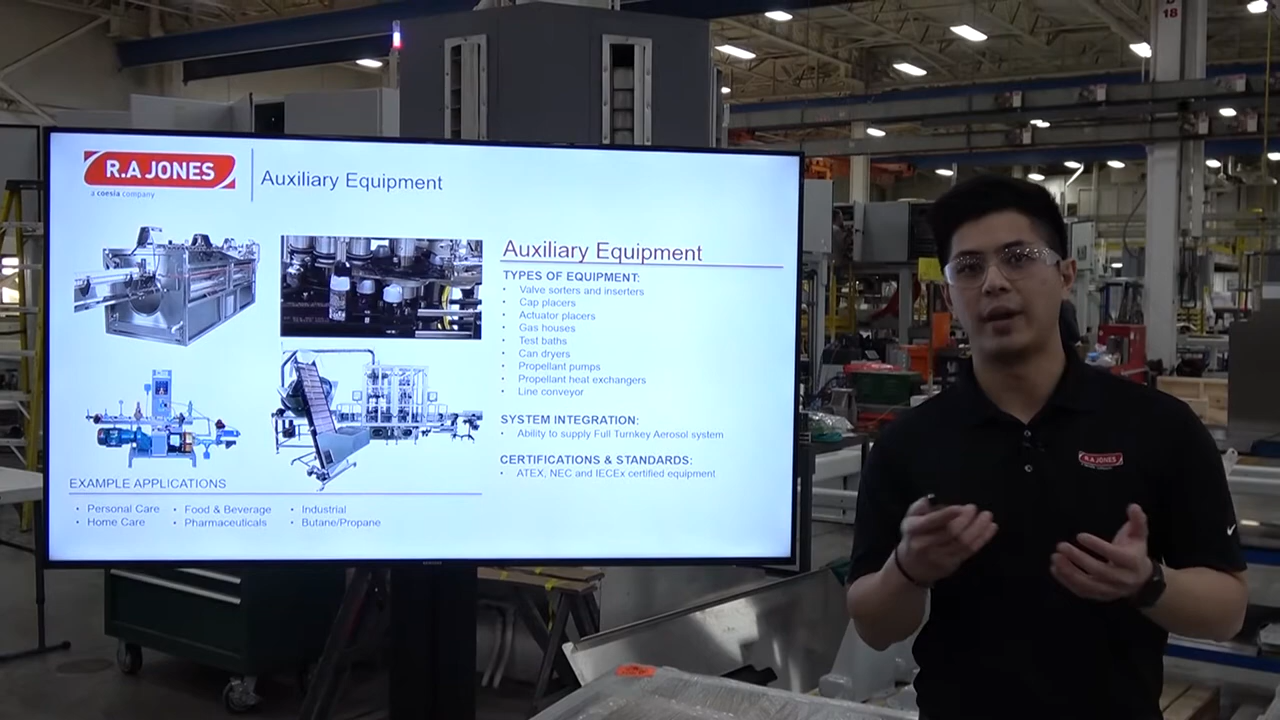 R.A JONES
a coesia company
Auxiliary Equipment
Auxiliary Equipment
TYPES OF EQUIPMENT:
• Valve sorters and inserters
• Cap placers
• Actuator placers
• Gas houses
• Test baths
• Can dryers
• Propellant pumps
• Propellant heat exchangers
• Line conveyor
SYSTEM INTEGRATION:
• Ability to supply Full Turnkey Aerosol system
CERTIFICATIONS & STANDARDS:
• ATEX, NEC and IECEx certified equipment
EXAMPLE APPLICATIONS
• Personal Care • Food & Beverage • Industrial
• Home Care • Pharmaceuticals • Butane/Propane
R.A JONES
18